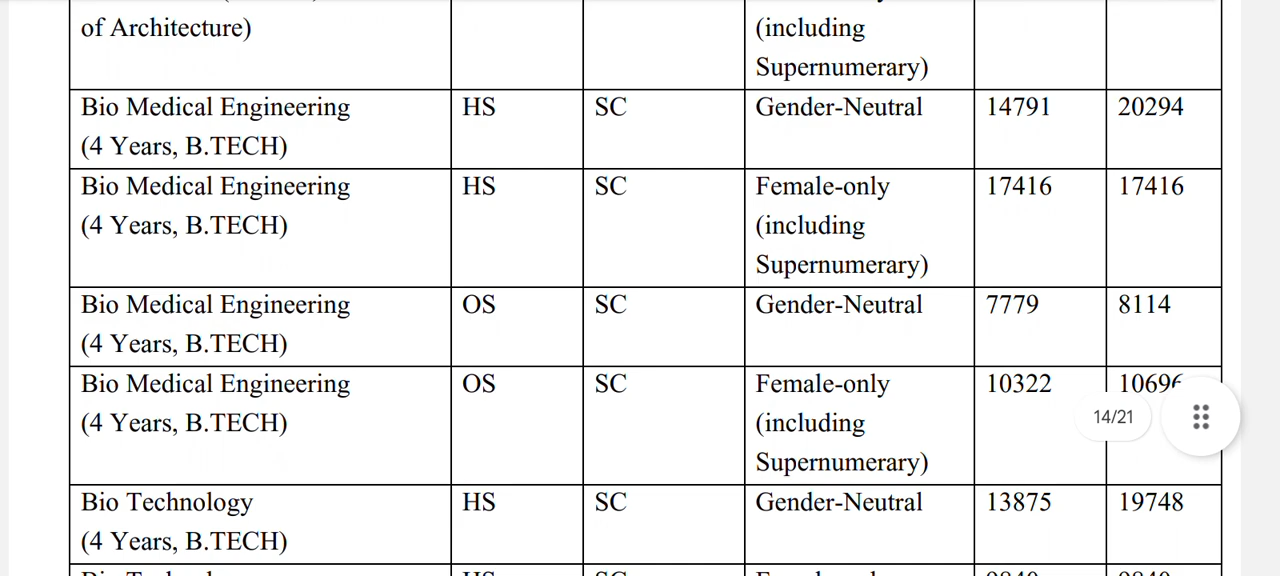 of Architecture) (including
Supernumerary)
Bio Medical Engineering HS SC Gender-Neutral 14791 20294
(4 Years, B.TECH)
Bio Medical Engineering HS SC Female-only 17416 17416
(4 Years, B.TECH) (including
Supernumerary)
Bio Medical Engineering OS SC Gender-Neutral 7779 8114
(4 Years, B.TECH)
Bio Medical Engineering OS SC Female-only 10322 10696
(4 Years, B.TECH) (including
14/21
Supernumerary)
Bio Technology HS SC Gender-Neutral 13875 19748
(4 Years, B.TECH)